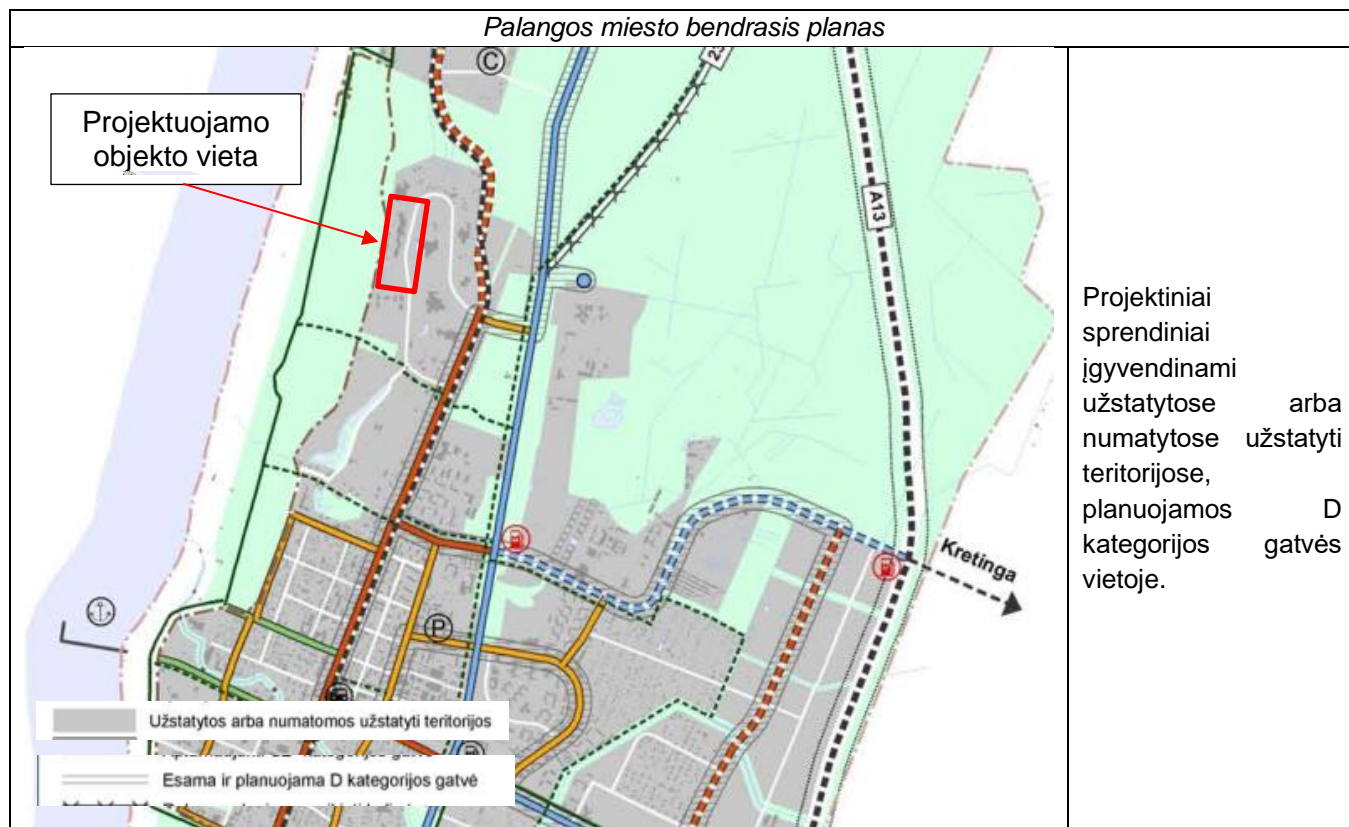 Palangos miesto bendrasis planas
Projektuojamo
objekto vieta
C
A13
Kretinga
P
Užstatytos arba numatomos užstatyti teritorijos
Esama ir planuojama D kategorijos gatvė
Projektiniai
sprendiniai
įgyvendinami
užstatytose arba
numatytose užstatyti
teritorijose,
planuojamos D
kategorijos gatvės
vietoje.